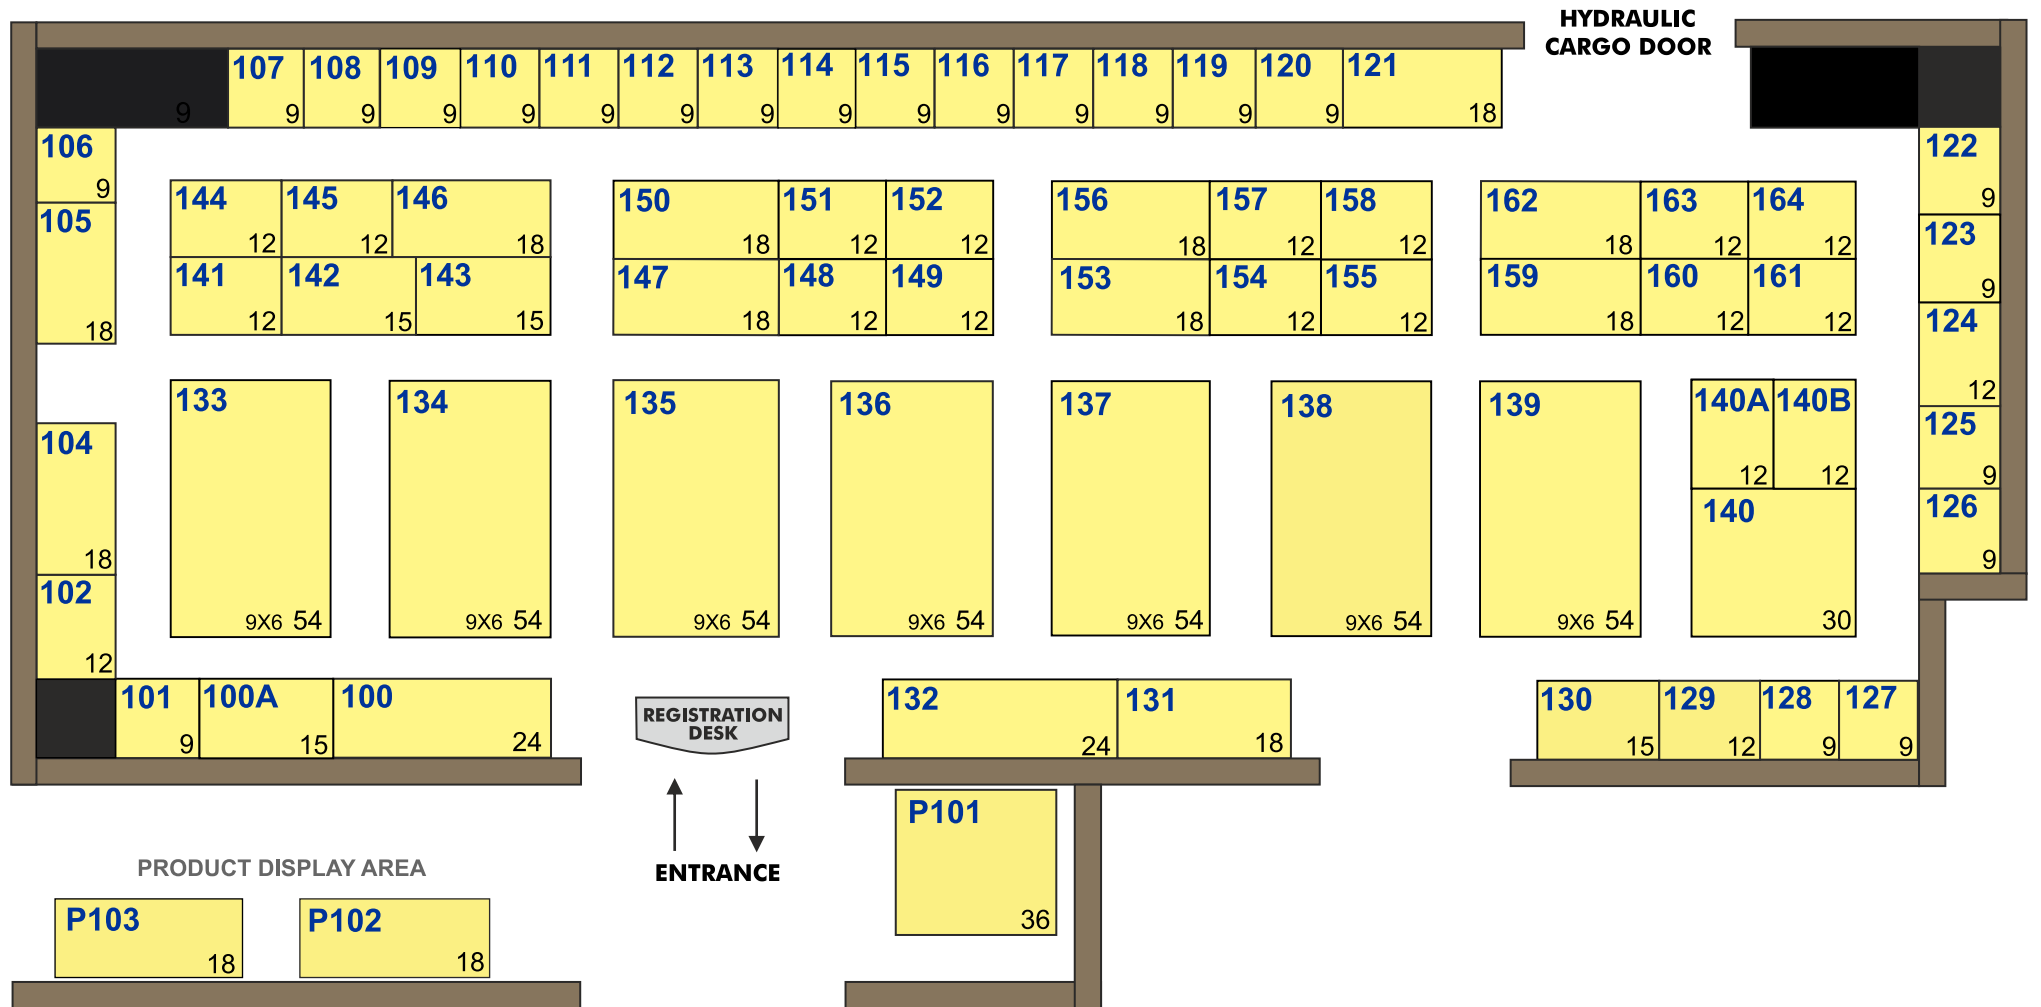 HYDRAULIC
CARGO DOOR
107 108 109 110 111 112 113 114 115 116 117 118 119 120 121
9 9 9 9 9 9 9 9 9 9 9 9 9 9 9 18
106
9
105
18
104
18
102
12
122
9
123
9
124
12
125
9
126
9
144 145 146
12 12 18
141 142 143
12 15 15
150 151 152
18 12 12
147 148 149
18 12 12
156 157 158
18 12 12
153 154 155
18 12 12
162 163 164
18 12 12
159 160 161
18 12 12
133
9X6 54
134
9X6 54
135
9X6 54
136
9X6 54
137
9X6 54
138
9X6 54
139
9X6 54
140A 140B
12 12
140
30
101 100A 100
9 15 24
REGISTRATION
DESK
132 131
24 18
130 129 128 127
15 12 9 9
ENTRANCE
P101
36
PRODUCT DISPLAY AREA
P103
18
P102
18